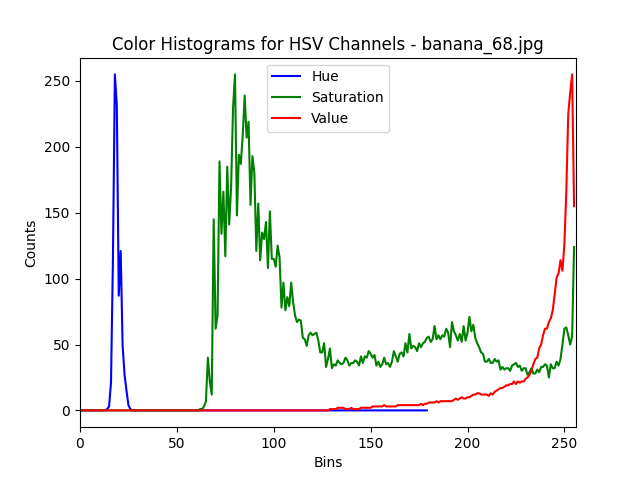 Color Histograms for HSV Channels - banana_68.jpg
Hue
Saturation
Value
Counts
250
200
150
100
50
0
0 50 100 150 200 250
Bins